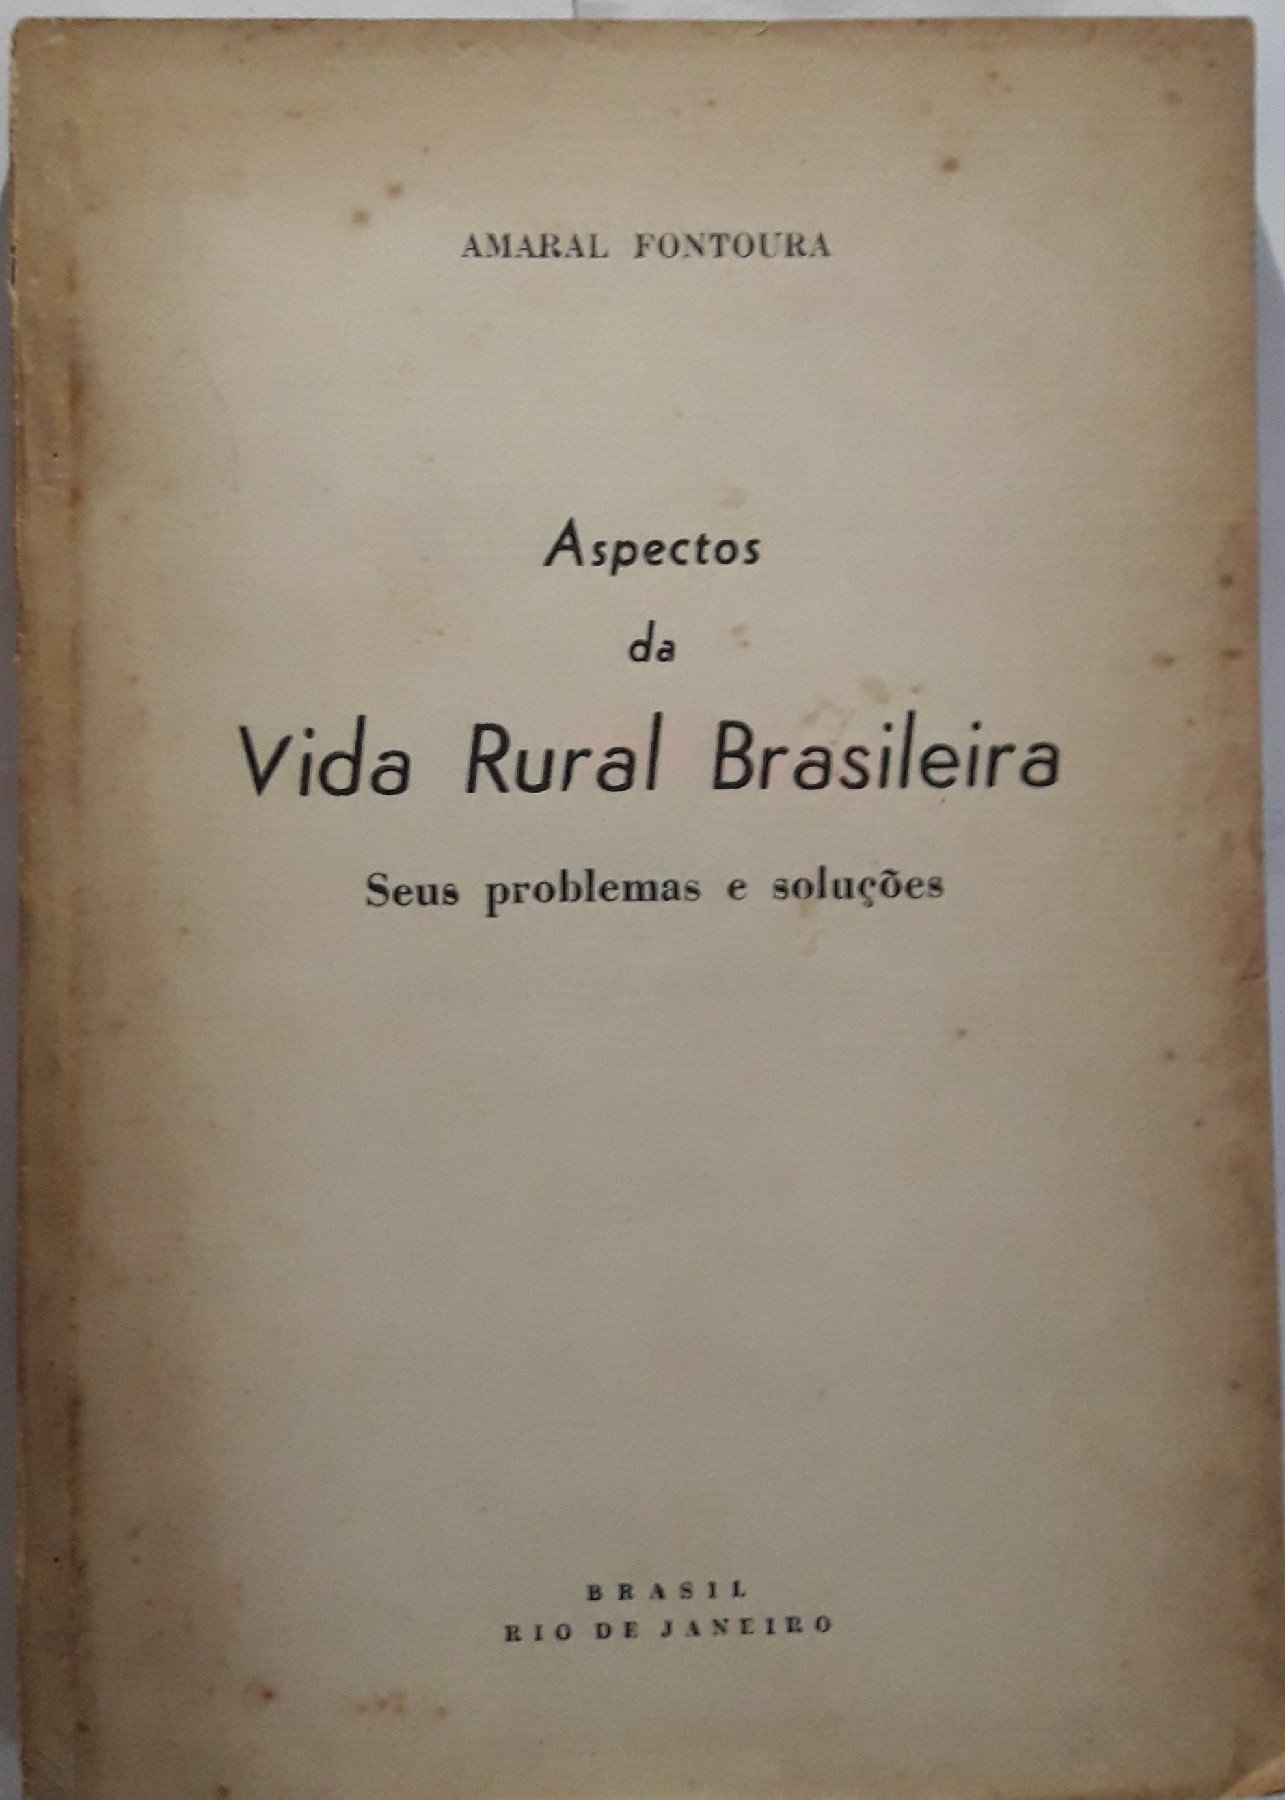 AMARAL FONTOURA
Aspectos
da
Vida Rural Brasileira
Seus problemas e soluções
BRASIL
RIO DE JANEIRO